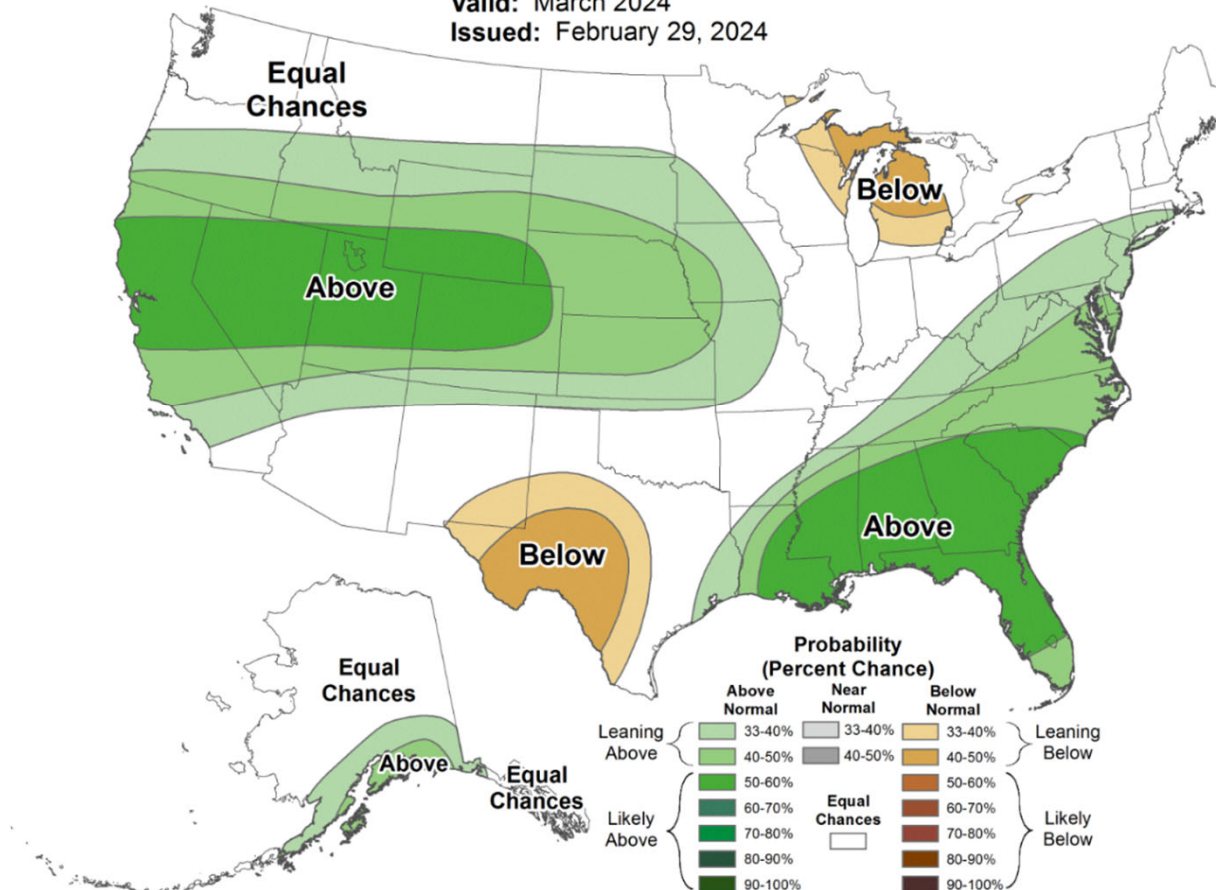 Valid: March 2024
Issued: February 29, 2024
Equal
Chances
Below
Above
Above
Below
Equal
Chances
Above
Equal
Chances
Probability
(Percent Chance)
Above
Normal
Near
Normal
Below
Normal
Leaning
Above
33-40%
33-40%
33-40%
Leaning
Below
40-50%
40-50%
40-50%
Likely
Above
50-60%
50-60%
Likely
Below
60-70%
60-70%
Equal
Chances
70-80%
70-80%
80-90%
80-90%
90-100%
90-100%